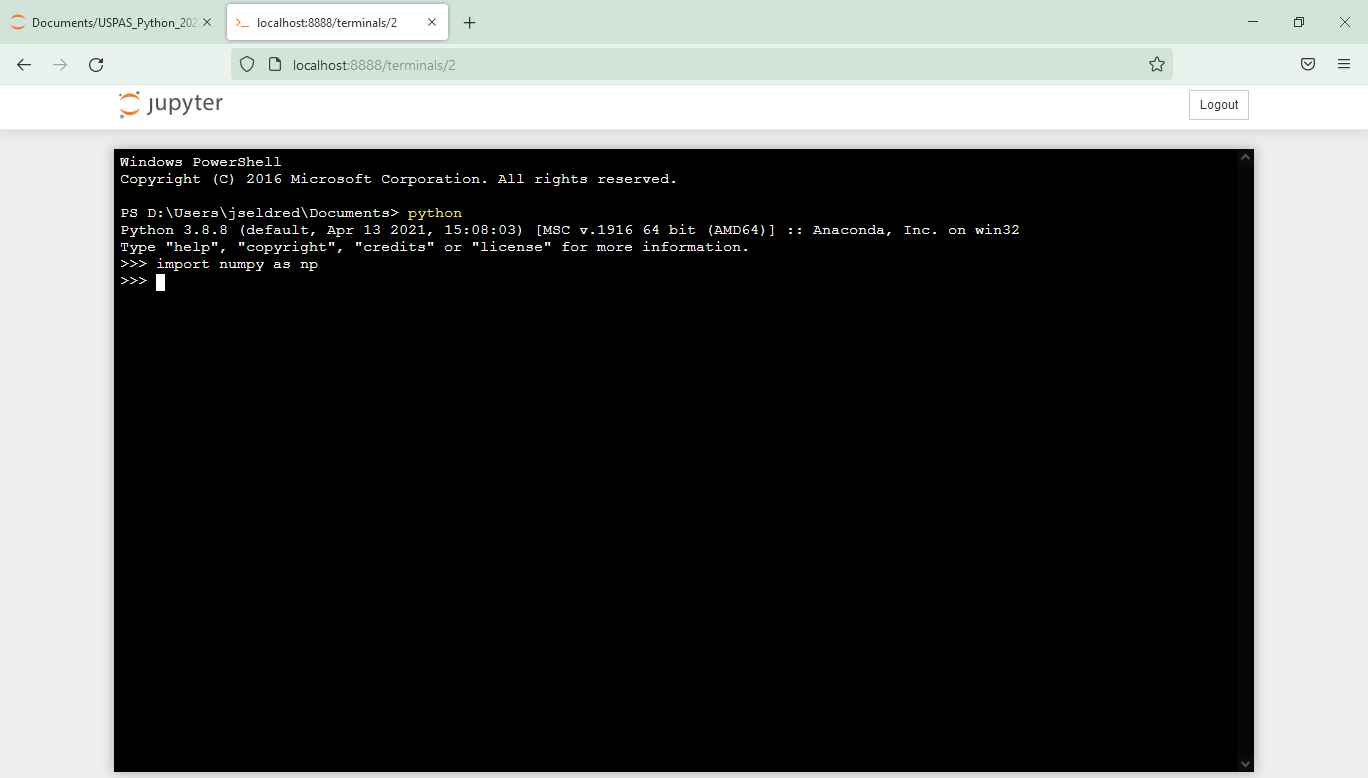 Documents/USPAS_Python_202
localhost:8888/terminals/2
localhost:8888/terminals/2
jupyter
Logout
Windows PowerShell
Copyright (C) 2016 Microsoft Corporation. All rights reserved.
PS D:\Users\jseldred\Documents> python
Python 3.8.8 (default, Apr 13 2021, 15:08:03) [MSC v.1916 64 bit (AMD64)] :: Anaconda, Inc. on win32
Type "help", "copyright", "credits" or "license" for more information.
>>> import numpy as np
>>>